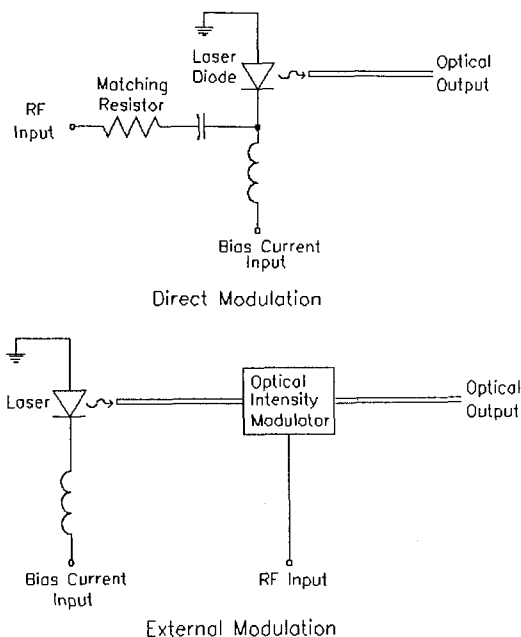 Laser
Diode
Optical
Output
Matching
Resistor
RF
Input
Bias Current
Input
Direct Modulation
Laser
Optical
Intensity
Modulator
Optical
Output
Bias Current
Input
RF Input
External Modulation